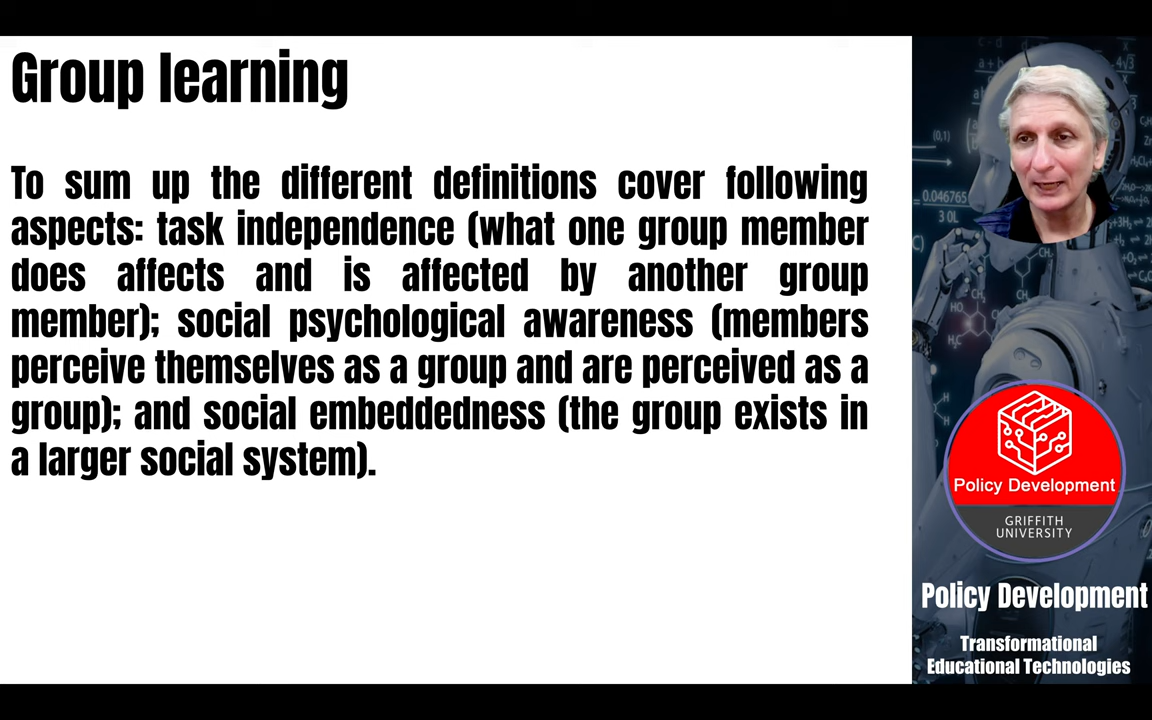 Group learning
To sum up the different definitions cover following
aspects: task independence (what one group member
does affects and is affected by another group
member); social psychological awareness (members
perceive themselves as a group and are perceived as a
group); and social embeddedness (the group exists in
a larger social system).
Policy Development
GRIFFITH
UNIVERSITY
Policy Development
Transformational
Educational Technologies